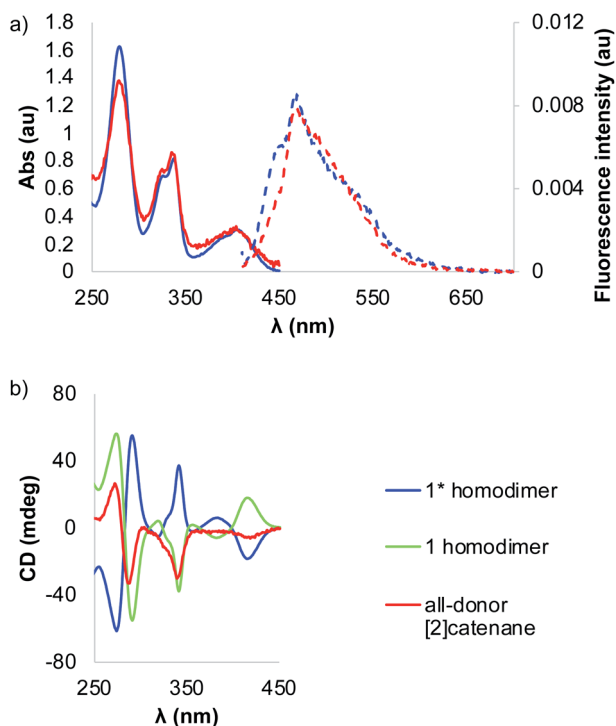 a)
1.8
1.6
1.4
1.2
1
0.8
0.6
0.4
0.2
0
Abs (au)
0.012
0.008
0.004
0
Fluorescence intensity (au)
250 350 450 550 650
λ (nm)
b)
80
40
0
-40
-80
CD (mdeg)
250 350 450
λ (nm)
1* homodimer
1 homodimer
all-donor
[2]catenane